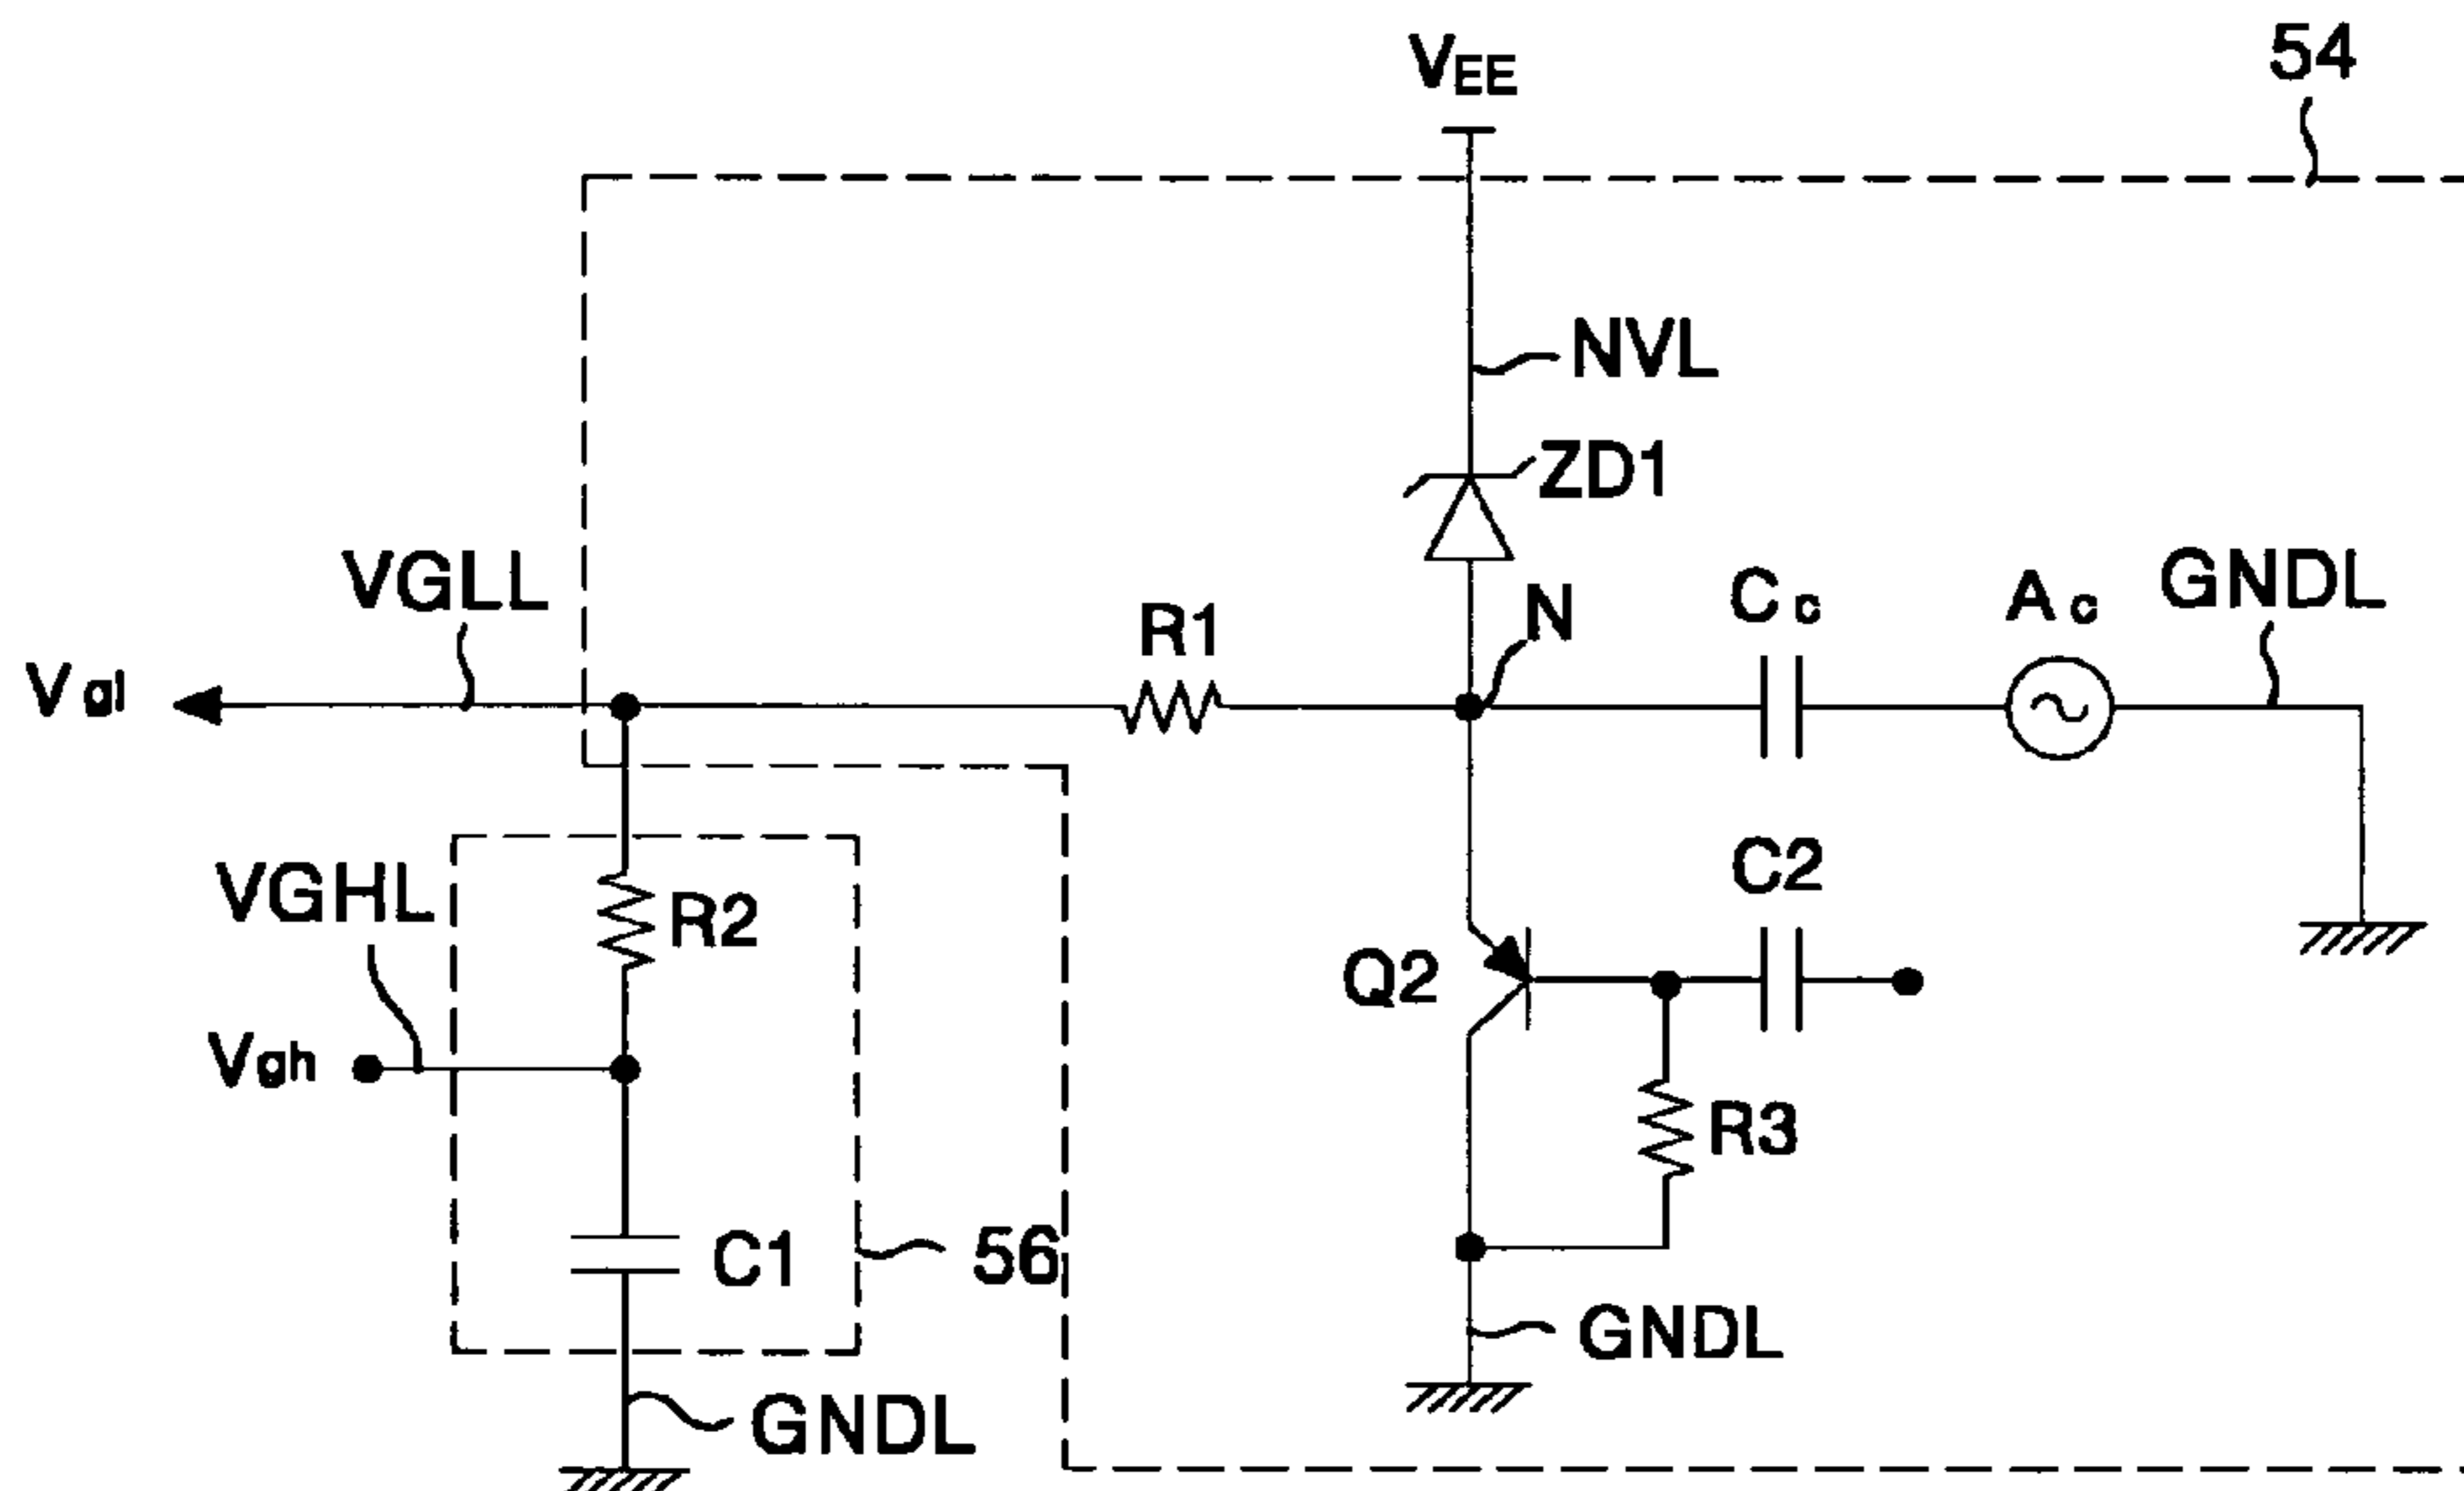 54
VEE
NVL
ZD1
VGLL
R1
N
Cc
Ac
GNDL
Vgl
VGHL
R2
C2
Q2
Vgh
R3
C1
56
GNDL
GNDL